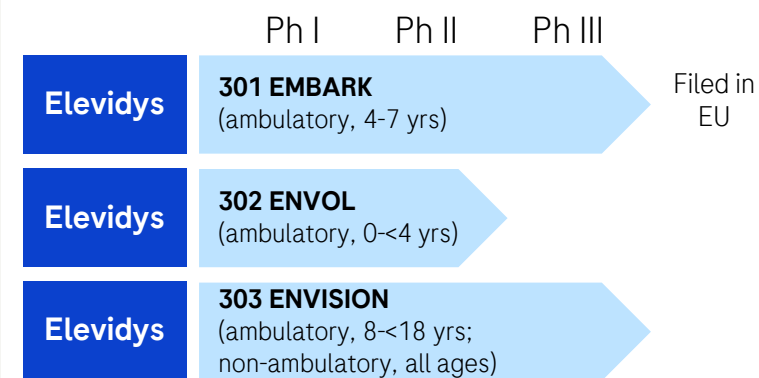 Ph I Ph II Ph III
Elevidys
301 EMBARK
(ambulatory, 4-7 yrs)
Filed in
EU
Elevidys
302 ENVOL
(ambulatory, 0-<4 yrs)
Elevidys
303 ENVISION
(ambulatory, 8-<18 yrs;
non-ambulatory, all ages)